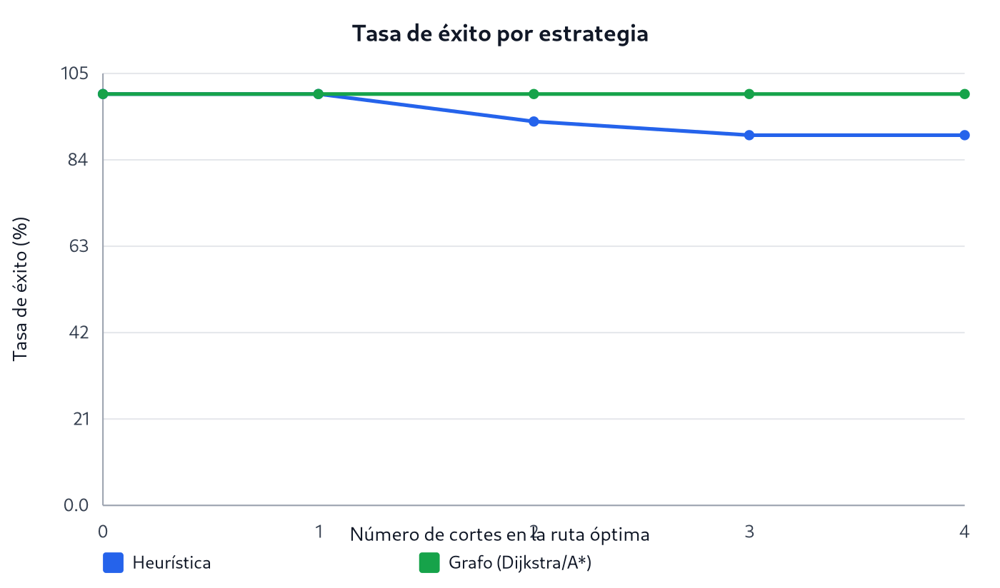 Tasa de éxito por estrategia
105
84
63
42
21
0.0
Tasa de éxito (%)
0 1 2 3 4
Número de cortes en la ruta óptima
Heurística
Grafo (Dijkstra/A*)